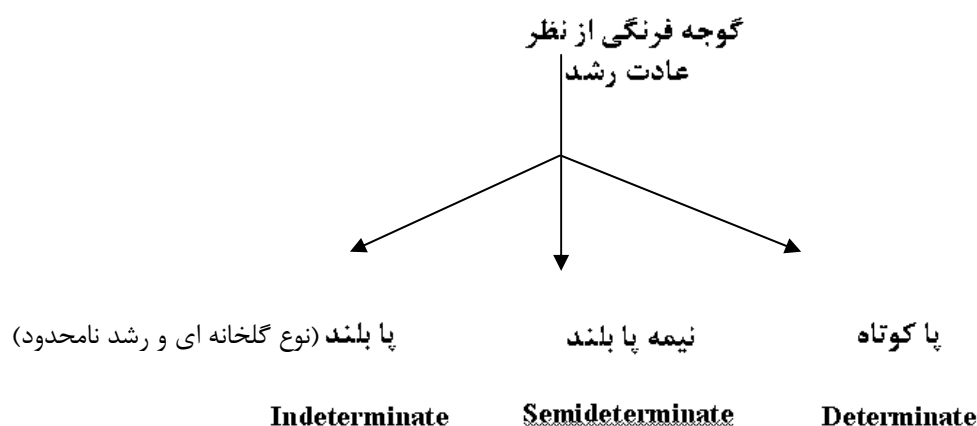 گوجه فرنگی از نظر
عادت رشد
پا کوتاه
نیمه پا بلند
پا بلند (نوع گلخانه ای و رشد نامحدود)
Determinate
Semideterminate
Indeterminate